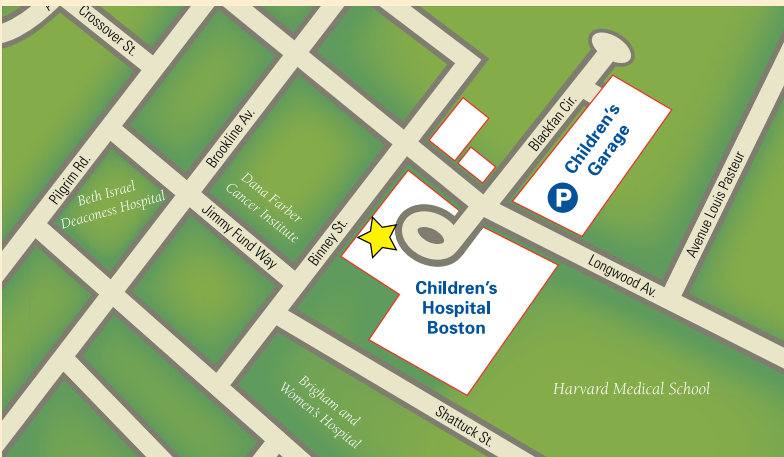 Crossover St.
Pilgrim Rd.
Brookline Av.
Beth Israel
Deaconess Hospital
Dana Farber
Cancer Institute
Jimmy Fund Way
Binney St.
Blackfan Cir.
Children's
Garage
P
Avenue Louis Pasteur
Longwood Av.
Children's
Hospital
Boston
Harvard Medical School
Brigham and
Women's Hospital
Shattuck St.